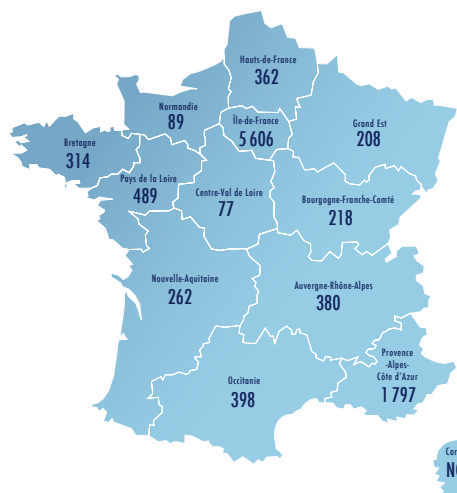 Hauts-de-France
362
Normandie
89
Île-de-France
5 606
Grand Est
208
Bretagne
314
Pays de la Loire
489
Centre-Val de Loire
77
Bourgogne-Franche-Comté
218
Nouvelle-Aquitaine
262
Auvergne-Rhône-Alpes
380
Provence
-Alpes-
Côte d'Azur
1 797
Occitanie
398